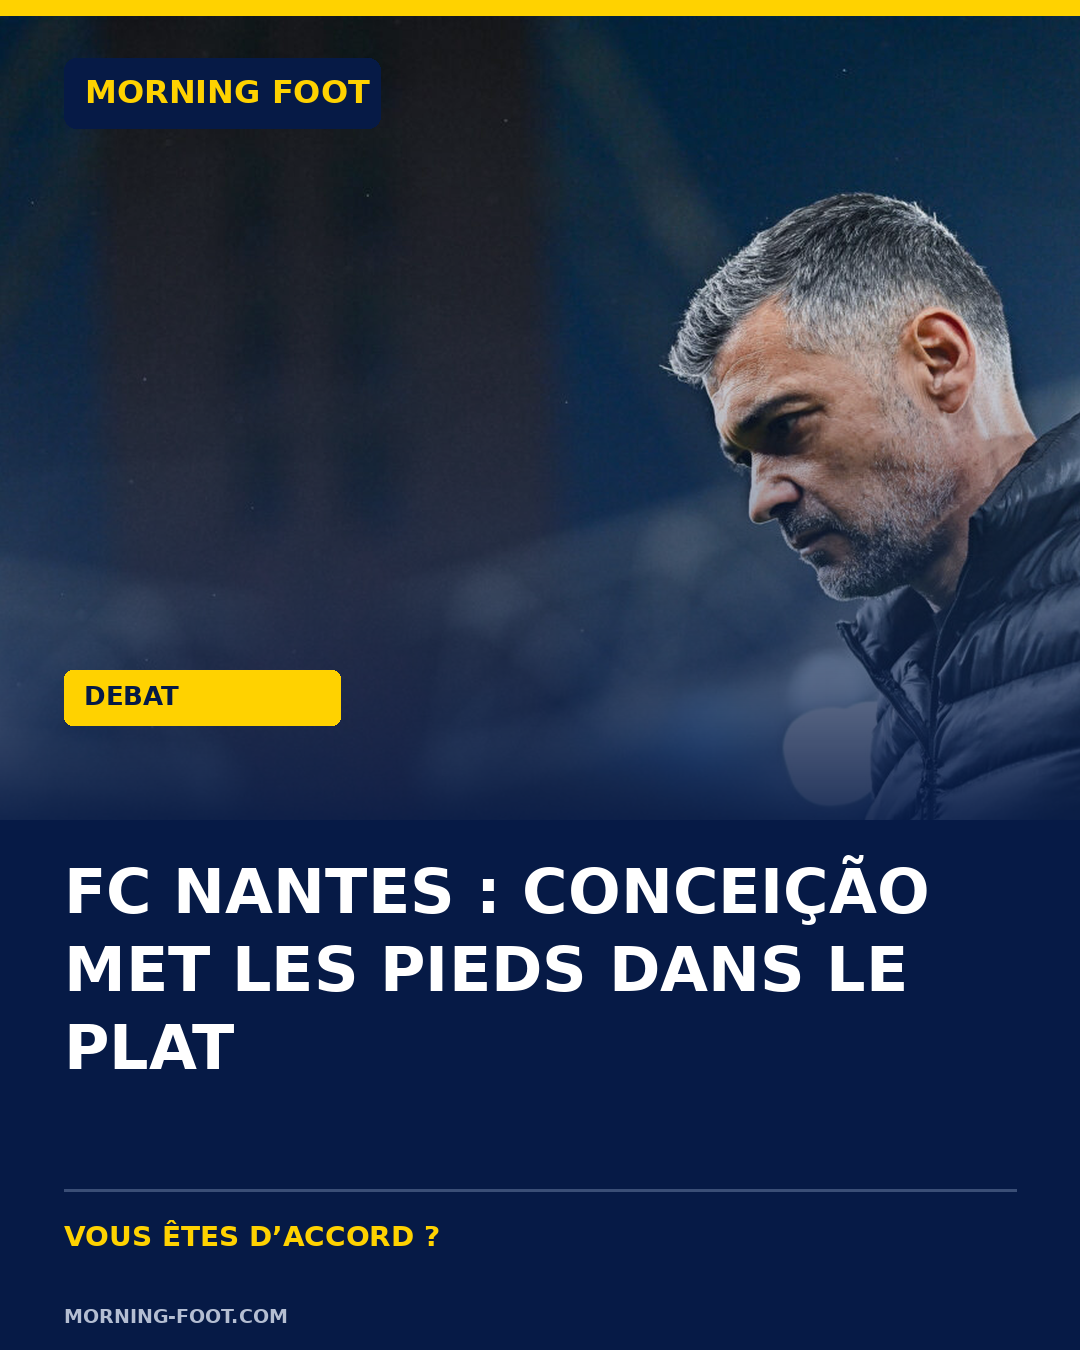 MORNING FOOT
DEBAT
FC NANTES : CONCEIÇÃO
MET LES PIEDS DANS LE
PLAT
VOUS ÊTES D’ACCORD ?
MORNING-FOOT.COM